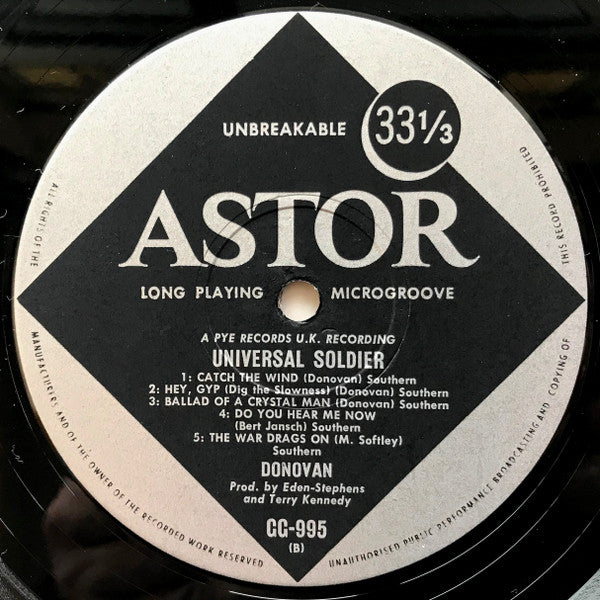 UNBREAKABLE
33 1/3
ASTOR
LONG PLAYING MICROGROOVE
A PYE RECORDS U.K. RECORDING
UNIVERSAL SOLDIER
1: CATCH THE WIND (Donovan) Southern
2: HEY, GYP (Dig the Slowness) (Donovan) Southern
3: BALLAD OF A CRYSTAL MAN (Donovan) Southern
4: DO YOU HEAR ME NOW
(Bert Jansch) Southern
5: THE WAR DRAGS ON (M. Softley)
Southern
DONOVAN
Prod. by Eden-Stephens
and Terry Kennedy
GG-995
(B)
ALL RIGHTS OF THE
MANUFACTURERS AND OF THE OWNER OF THE RECORDED WORK RESERVED
UNAUTHORISED PUBLIC PERFORMANCE BROADCASTING AND COPYING OF
THIS RECORD PROHIBITED